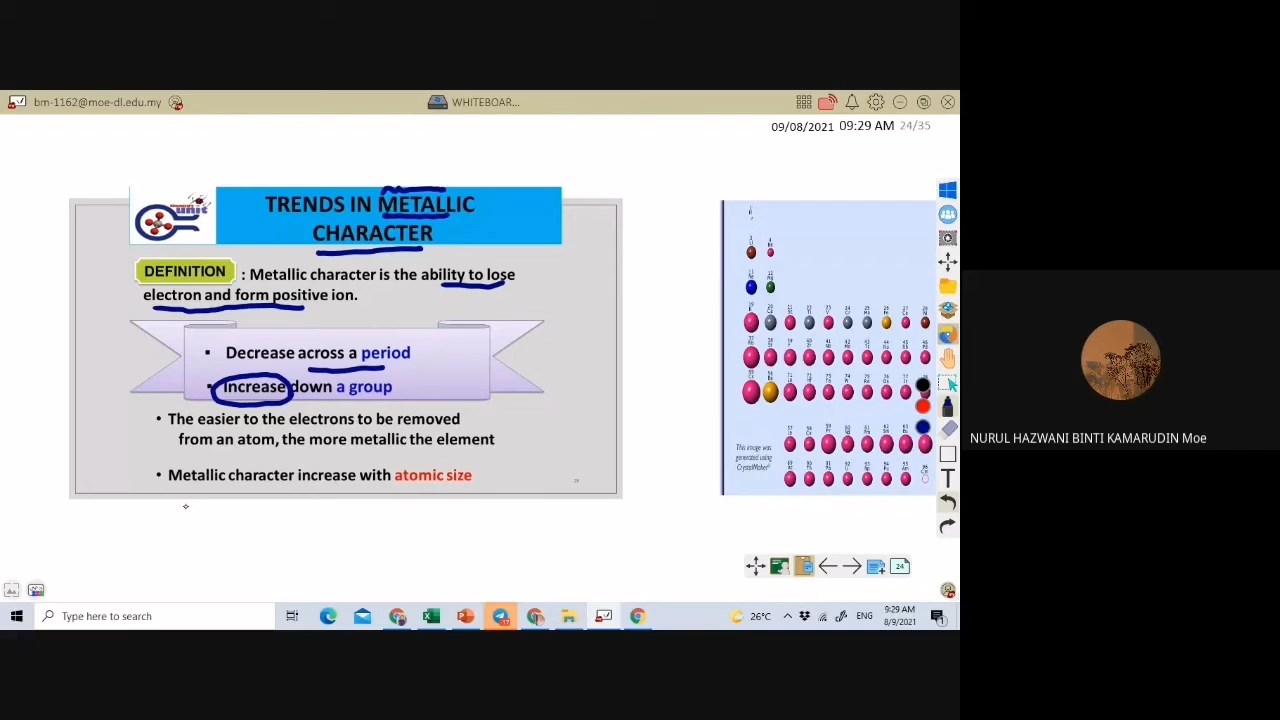 bm-1162@moe-dl.edu.my
WHITEBOAR...
09/08/2021 09:29 AM 24/35
unit
TRENDS IN METALLIC
CHARACTER
DEFINITION : Metallic character is the ability to lose
electron and form positive ion.
▪ Decrease across a period
▪ Increase down a group
• The easier to the electrons to be removed
from an atom, the more metallic the element
• Metallic character increase with atomic size
This image was
generated using
CrystalMaker
NURUL HAZWANI BINTI KAMARUDIN Moe
T
24
Type here to search
26°C
ENG
9:29 AM
8/9/2021